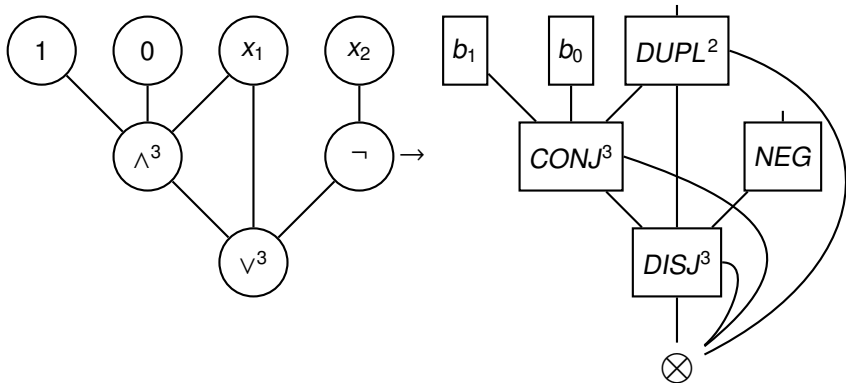 1 0 x₁ x₂ b₁ b₀ DUPL²
∧³ ¬ → CONJ³ NEG
∨³ DISJ³
⊗